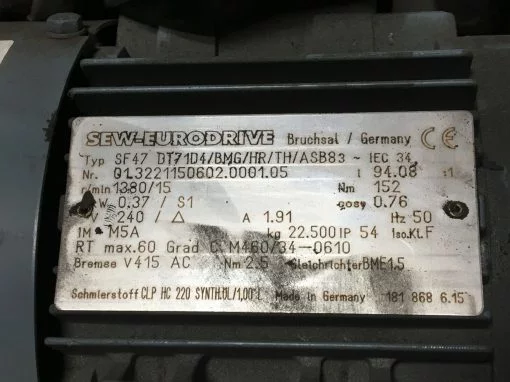 SEW-EURODRIVE Bruchsal / Germany CE
Typ SF47 DT71D4/BMG/HR/TH/ASB83 ~ IEC 34
Nr. 01.3221150602.0001.05 i 94.08 :1
r/min 1380/15 Nm 152
kW 0.37 / S1 cosφ 0.76
V 240 / △ A 1.91 Hz 50
IM M5A kg 22.500 IP 54 Iso.Kl. F
RT max.60 Grad C, M460/34-0610
Bremse V415 AC Nm 2.5 Gleichrichter BME1.5
Schmierstoff CLP HC 220 SYNTH.ÖL/1,00 L Made in Germany 181 868 6.15